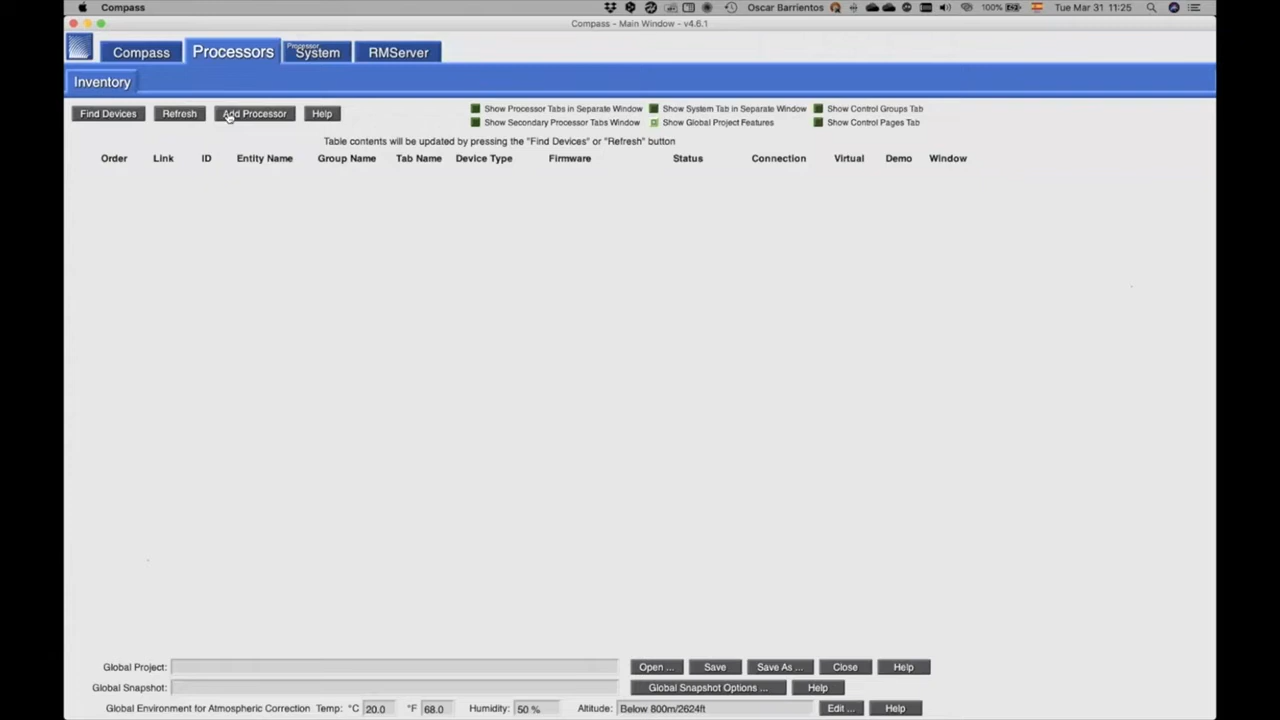 Compass Oscar Barrientos 100% Tue Mar 31 11:25
Compass - Main Window - v4.6.1
Compass Processors Processor System RMServer
Inventory
Find Devices Refresh Add Processor Help
Show Processor Tabs in Separate Window Show System Tab in Separate Window Show Control Groups Tab
Show Secondary Processor Tabs Window Show Global Project Features Show Control Pages Tab
Table contents will be updated by pressing the "Find Devices" or "Refresh" button
Order Link ID Entity Name Group Name Tab Name Device Type Firmware Status Connection Virtual Demo Window
Global Project: Open ... Save Save As ... Close Help
Global Snapshot: Global Snapshot Options ... Help
Global Environment for Atmospheric Correction Temp: °C 20.0 °F 68.0 Humidity: 50 % Altitude: Below 800m/2624ft Edit ... Help